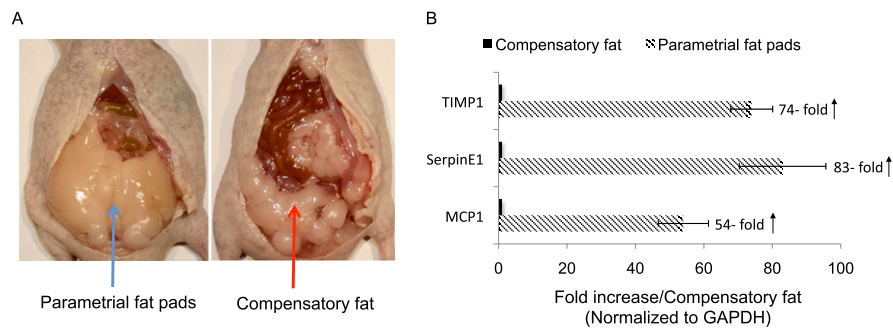 A
Parametrial fat pads
Compensatory fat
B
Compensatory fat
Parametrial fat pads
TIMP1
74- fold
SerpinE1
83- fold
MCP1
54- fold
0 20 40 60 80 100
Fold increase/Compensatory fat
(Normalized to GAPDH)